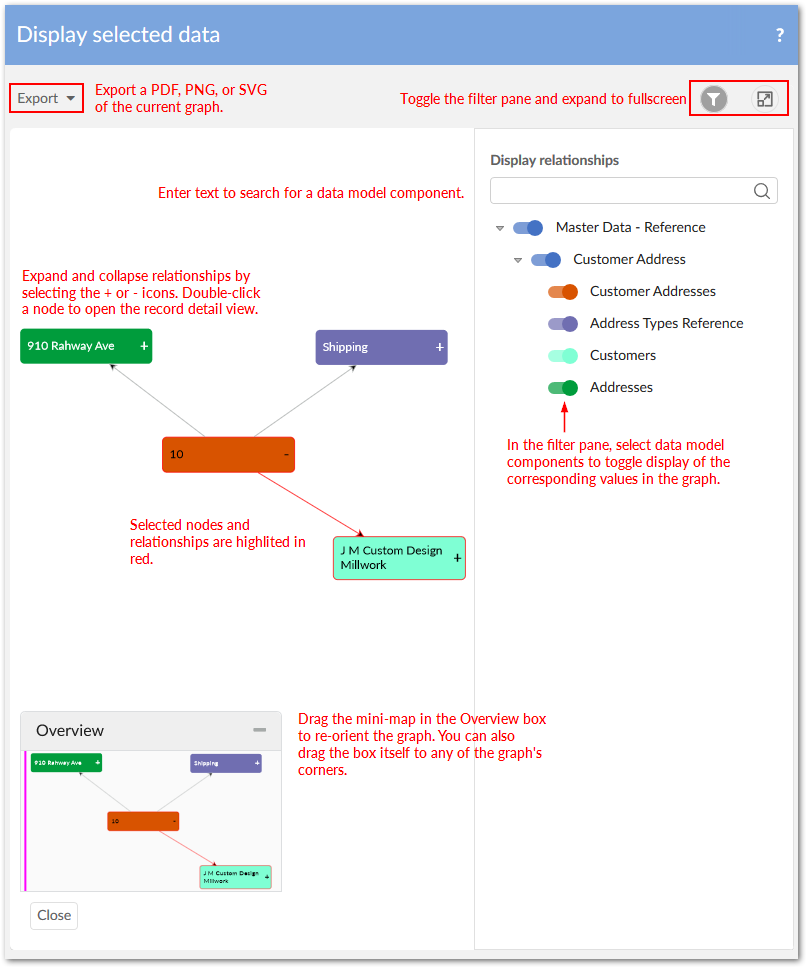 Display selected data
?
Export
Export a PDF, PNG, or SVG
of the current graph.
Toggle the filter pane and expand to fullscreen
Display relationships
Enter text to search for a data model component.
Master Data - Reference
Customer Address
Customer Addresses
Address Types Reference
Customers
Addresses
In the filter pane, select data model
components to toggle display of the
corresponding values in the graph.
Expand and collapse relationships by
selecting the + or - icons. Double-click
a node to open the record detail view.
910 Rahway Ave +
Shipping +
10 -
Selected nodes and
relationships are highlited in
red.
J M Custom Design
Millwork +
Overview
Drag the mini-map in the Overview box
to re-orient the graph. You can also
drag the box itself to any of the graph's
corners.
910 Rahway Ave +
Shipping +
10 -
J M Custom Design
Millwork +
Close